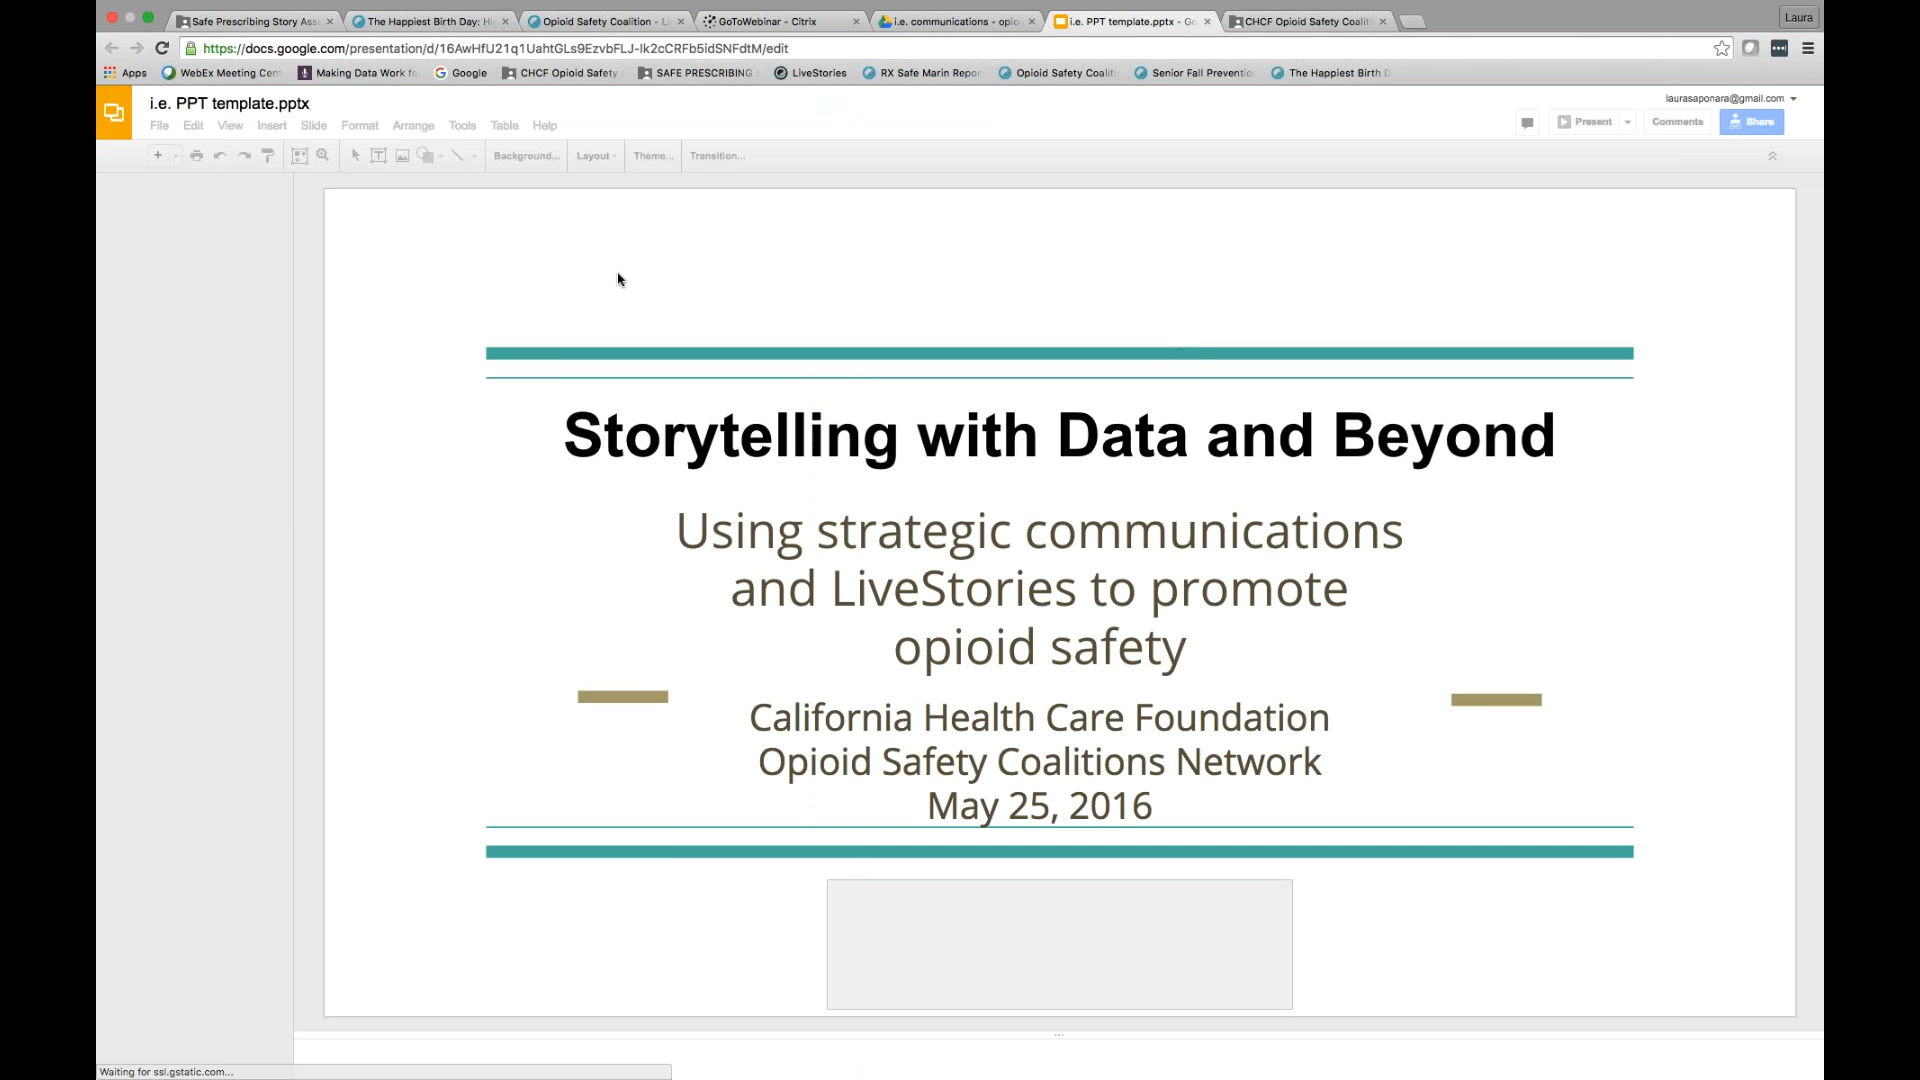 Safe Prescribing Story Ass
The Happiest Birth Day: Hi
Opioid Safety Coalition - L
GoToWebinar - Citrix
i.e. communications - opio
i.e. PPT template.pptx - Go
CHCF Opioid Safety Coaliti
Laura
https://docs.google.com/presentation/d/16AwHfU21q1UahtGLs9EzvbFLJ-lk2cCRFb5idSNFdtM/edit
Apps
WebEx Meeting Cent
Making Data Work fo
Google
CHCF Opioid Safety
SAFE PRESCRIBING
LiveStories
RX Safe Marin Repor
Opioid Safety Coaliti
Senior Fall Preventio
The Happiest Birth D
i.e. PPT template.pptx
laurasaponara@gmail.com
File Edit View Insert Slide Format Arrange Tools Table Help
Present
Comments
Share
Background...
Layout
Theme...
Transition...
Storytelling with Data and Beyond
Using strategic communications
and LiveStories to promote
opioid safety
California Health Care Foundation
Opioid Safety Coalitions Network
May 25, 2016
Waiting for ssl.gstatic.com...